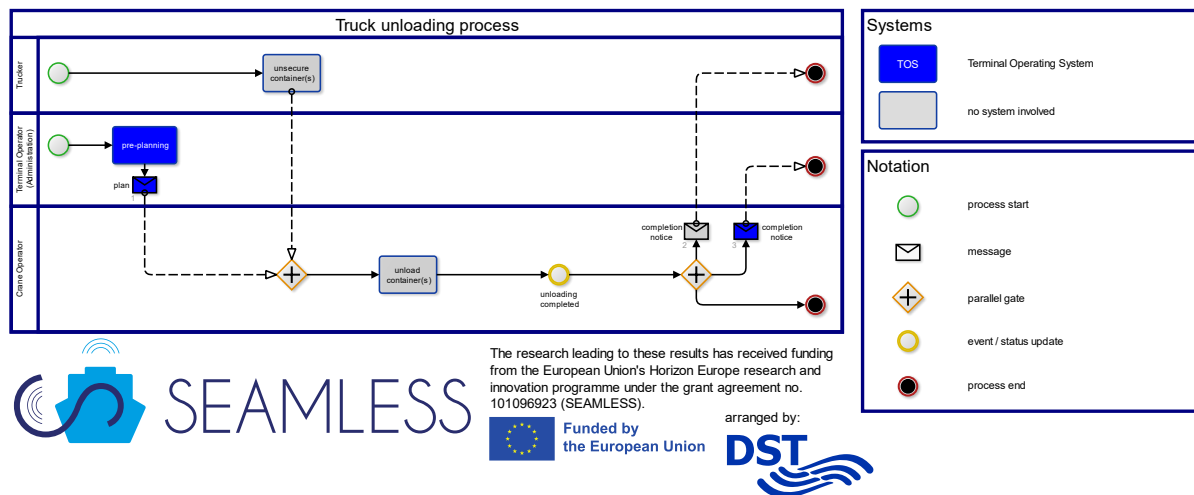 Truck unloading process
Trucker
unsecure
container(s)
Terminal Operator
(Administration)
pre-planning
plan
1
Crane Operator
unload
container(s)
unloading
completed
completion
notice
2
completion
notice
3
Systems
TOS
Terminal Operating System
no system involved
Notation
process start
message
parallel gate
event / status update
process end
SEAMLESS
The research leading to these results has received funding
from the European Union's Horizon Europe research and
innovation programme under the grant agreement no.
101096923 (SEAMLESS).
Funded by
the European Union
arranged by:
DST